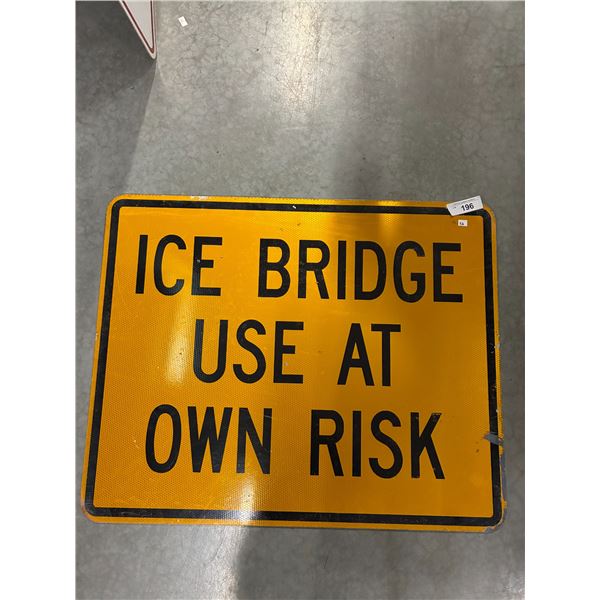 196
ICE BRIDGE
USE AT
OWN RISK